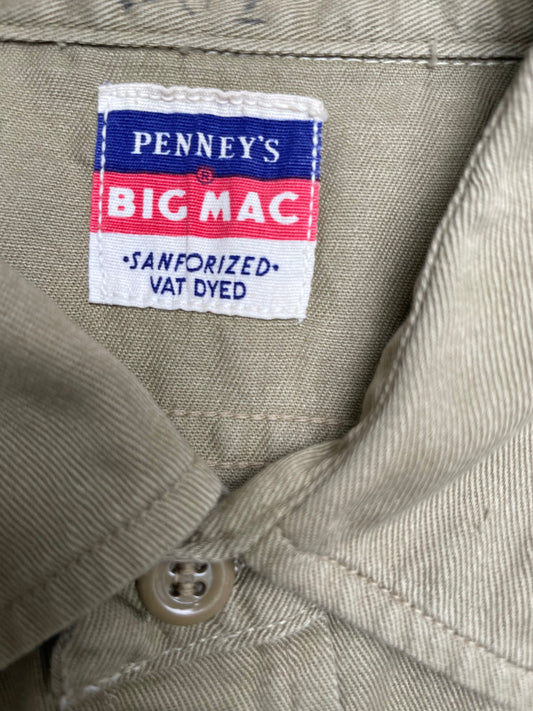 PENNEY'S
®
BIG MAC
•SANFORIZED•
VAT DYED